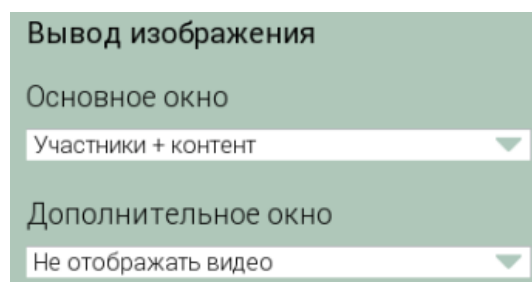 Вывод изображения
Основное окно
Участники + контент
Дополнительное окно
Не отображать видео